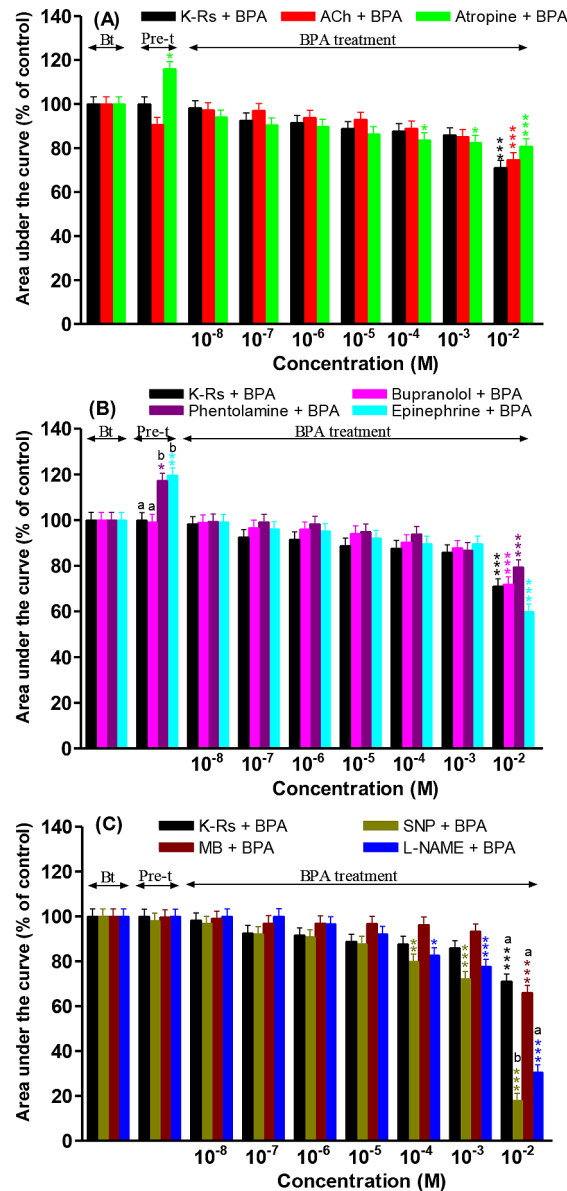 (A) K-Rs + BPA ACh + BPA Atropine + BPA
Bt Pre-t BPA treatment
Area ubder the curve (% of control)
140
120
100
80
60
40
20
0
*
* * ***
*** ***
10-8 10-7 10-6 10-5 10-4 10-3 10-2
Concentration (M)
(B) K-Rs + BPA Bupranolol + BPA
Phentolamine + BPA Epinephrine + BPA
Bt Pre-t BPA treatment
Area under the curve (% of control)
140
120
100
80
60
40
20
0
b b
* **
a a
***
*** *** ***
10-8 10-7 10-6 10-5 10-4 10-3 10-2
Concentration (M)
(C) K-Rs + BPA SNP + BPA
MB + BPA L-NAME + BPA
Bt Pre-t BPA treatment
Area under the curve (% of control)
140
120
100
80
60
40
20
0
a a
** * *** *** *** ***
b a
*** ***
10-8 10-7 10-6 10-5 10-4 10-3 10-2
Concentration (M)